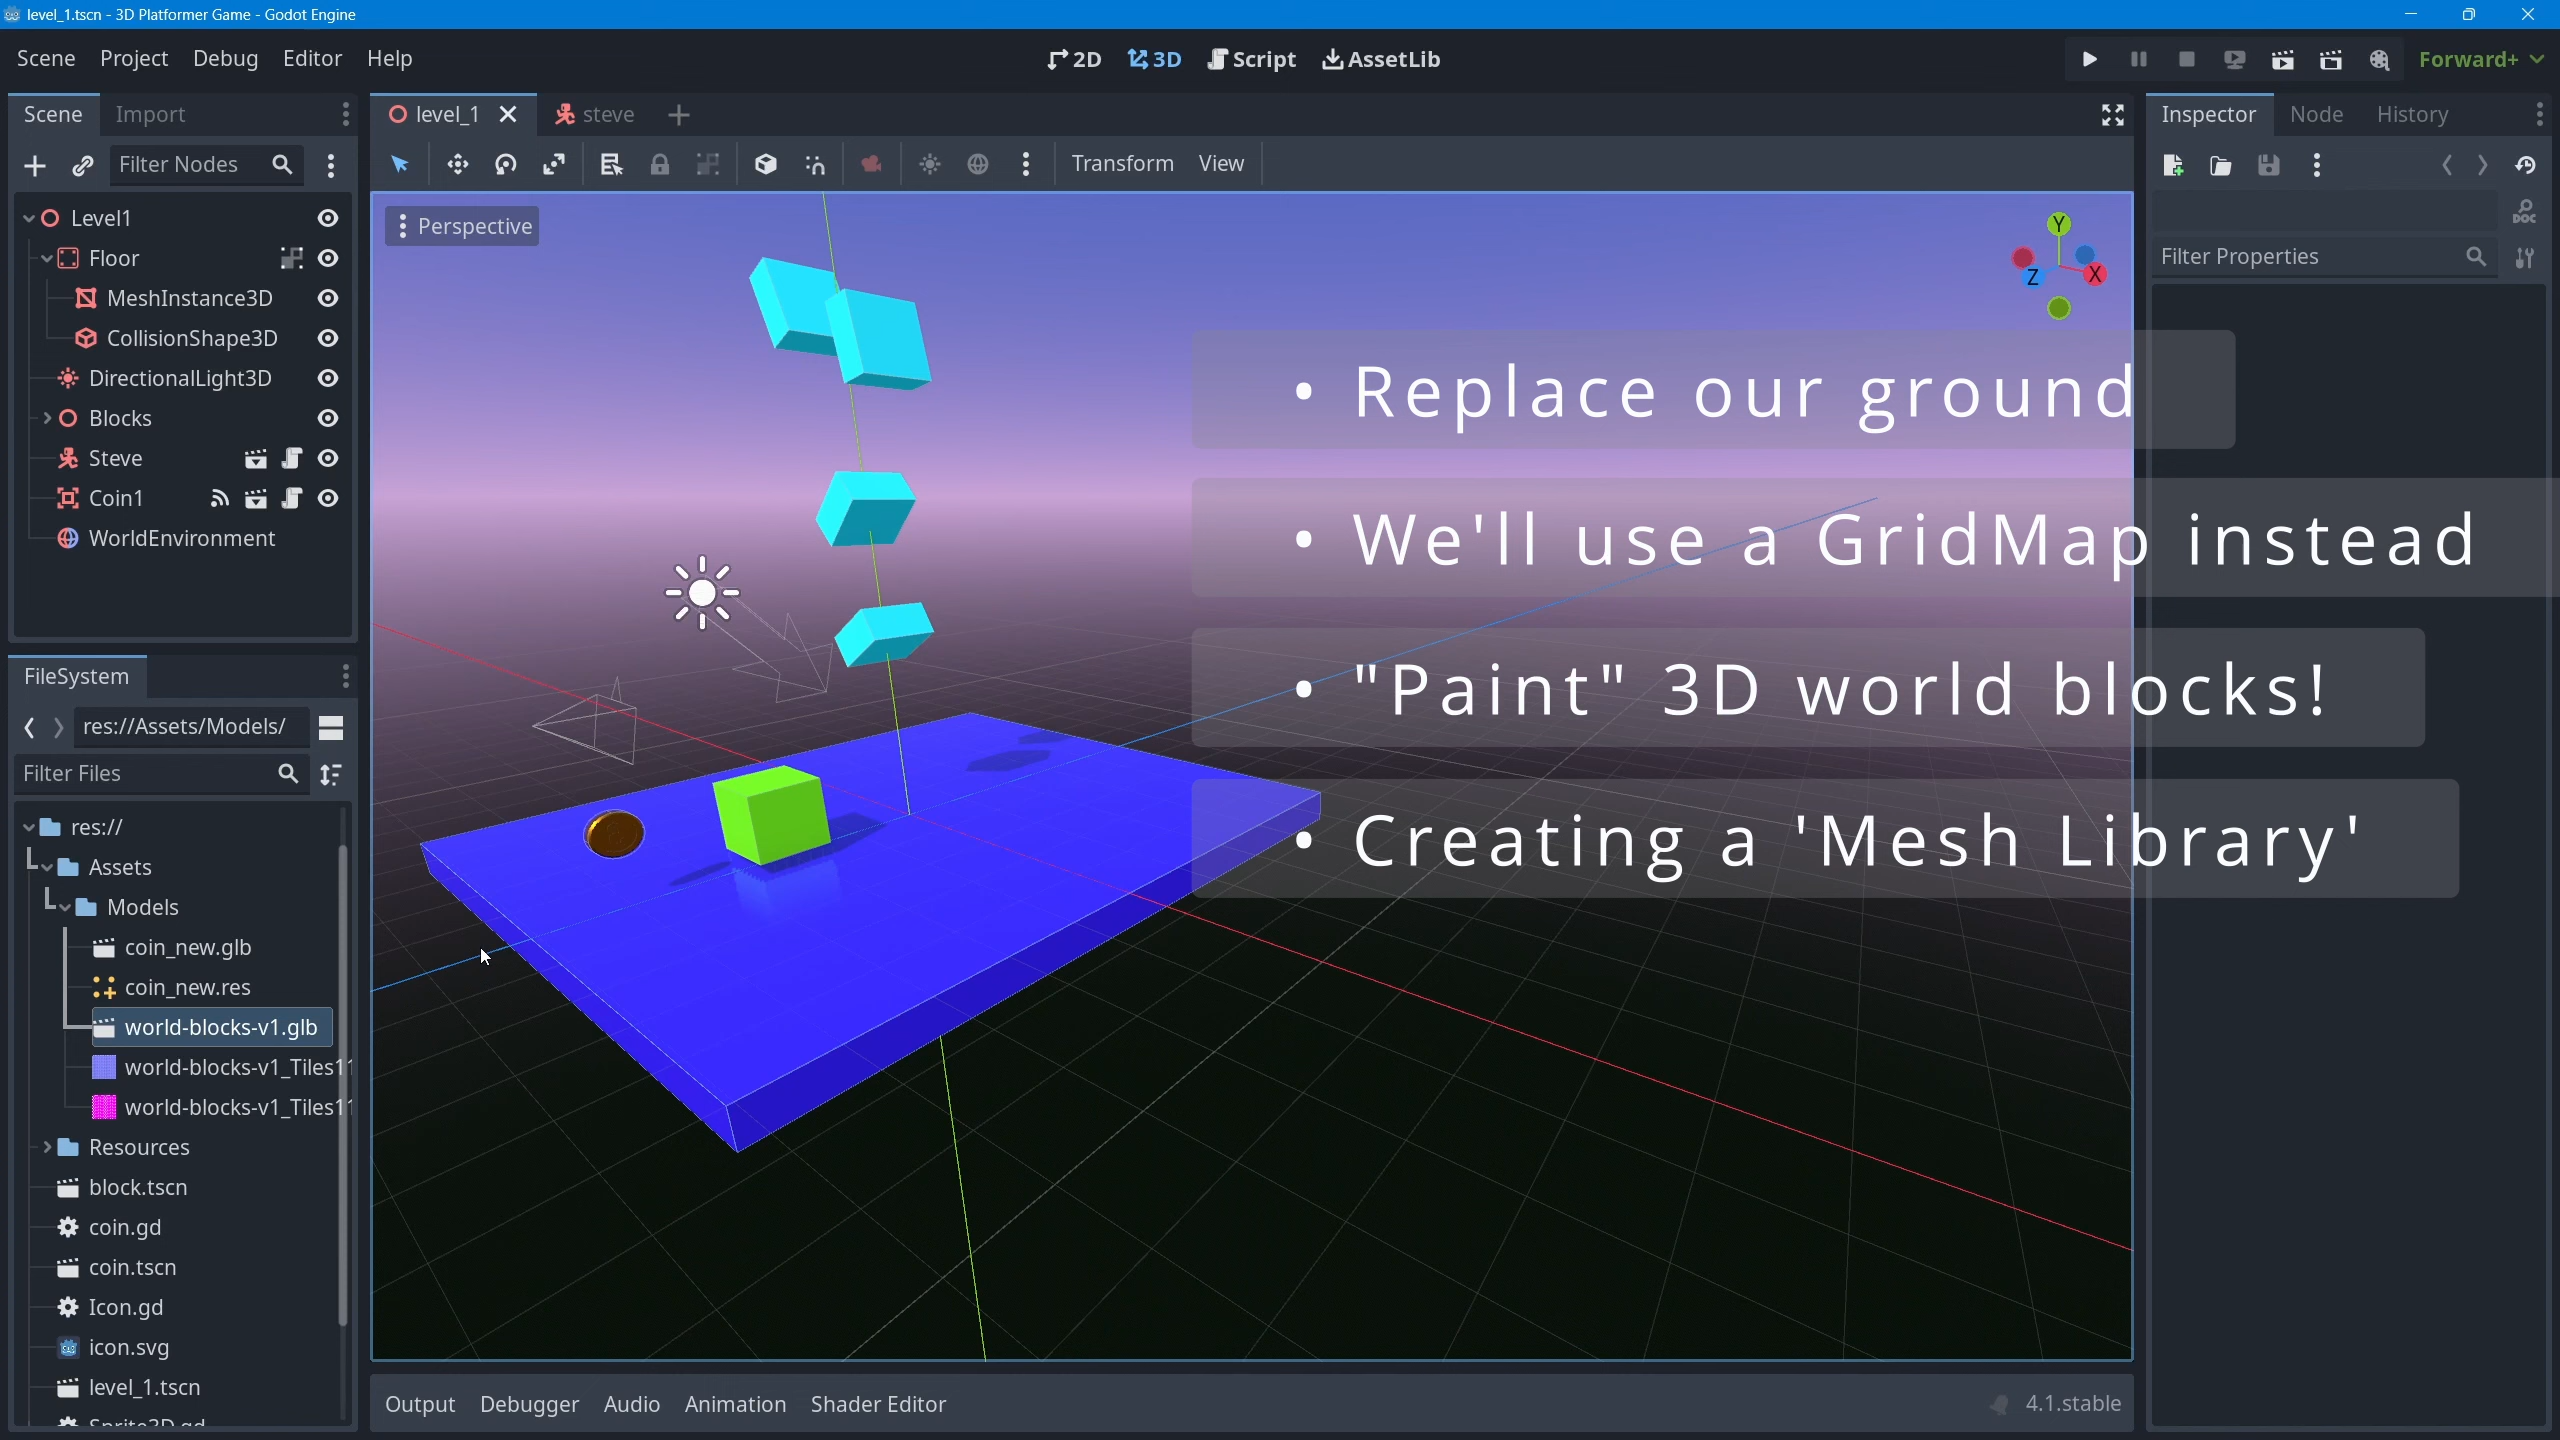 level_1.tscn - 3D Platformer Game - Godot Engine
Scene Project Debug Editor Help
2D 3D Script AssetLib
Forward+
Scene Import
level_1 steve
Inspector Node History
Filter Nodes
Transform View
Level1
Floor
MeshInstance3D
CollisionShape3D
DirectionalLight3D
Blocks
Steve
Coin1
WorldEnvironment
Perspective
Y
Z X
DOC
Filter Properties
• Replace our ground
• We'll use a GridMap instead
• "Paint" 3D world blocks!
• Creating a 'Mesh Library'
FileSystem
res://Assets/Models/
Filter Files
res://
Assets
Models
coin_new.glb
coin_new.res
world-blocks-v1.glb
world-blocks-v1_Tiles11
world-blocks-v1_Tiles11
Resources
block.tscn
coin.gd
coin.tscn
Icon.gd
icon.svg
level_1.tscn
Sprite3D.gd
Output Debugger Audio Animation Shader Editor
4.1.stable